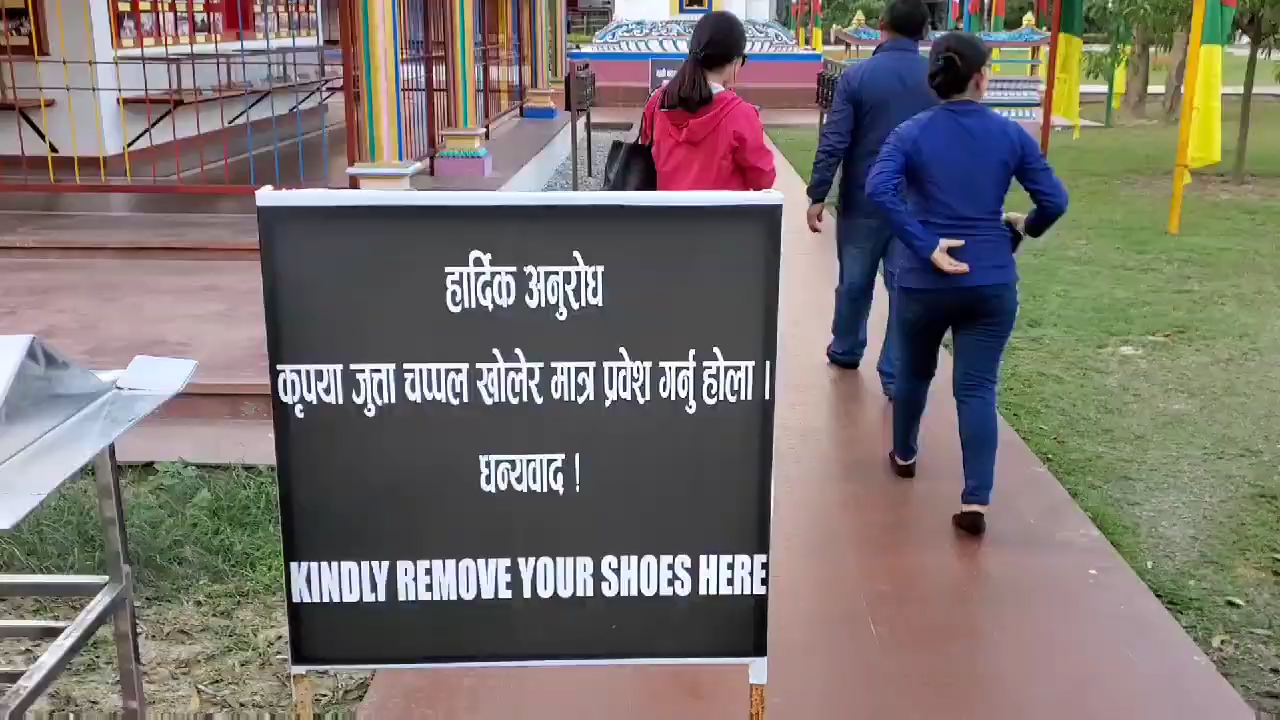 हार्दिक अनुरोध
कृपया जुत्ता चप्पल खोलेर मात्र प्रवेश गर्नु होला ।
धन्यवाद !
KINDLY REMOVE YOUR SHOES HERE